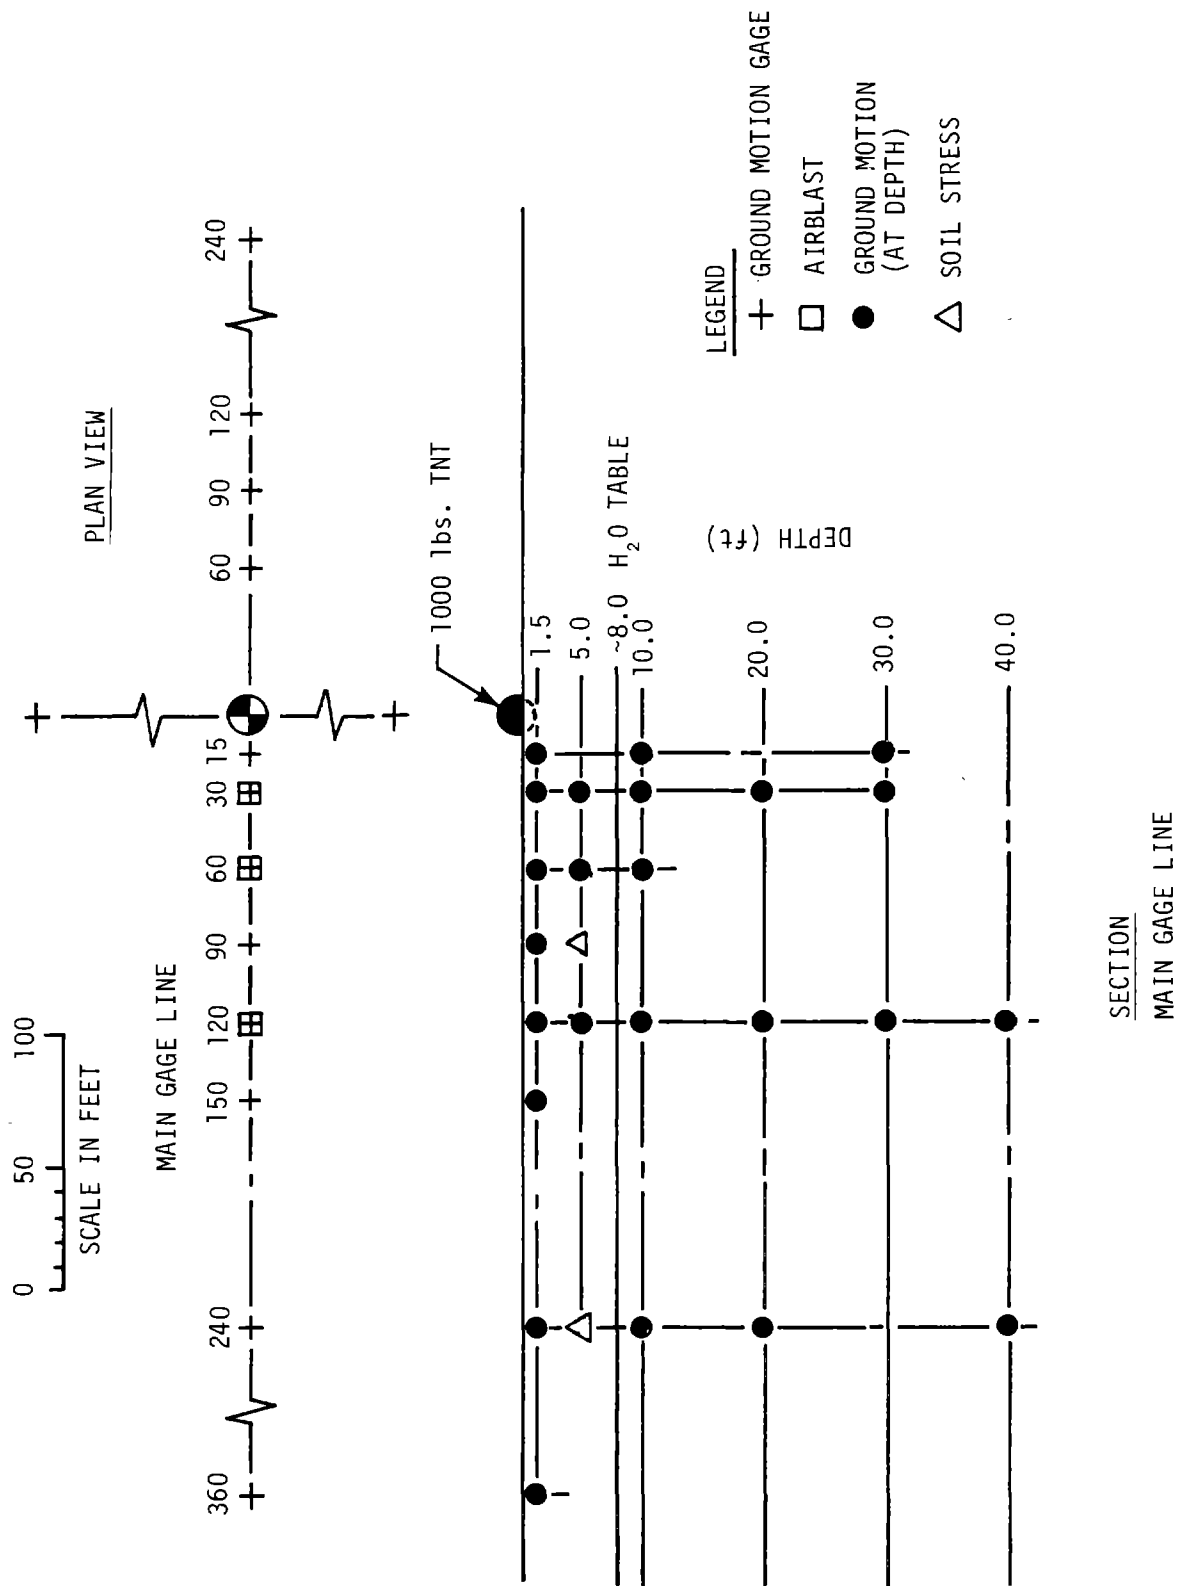 0 50 100
SCALE IN FEET
PLAN VIEW
MAIN GAGE LINE
360 240 150 120 90 60 30 15 60 90 120 240
1000 lbs. TNT
1.5
5.0
~8.0 H₂O TABLE
10.0
20.0
30.0
40.0
DEPTH (ft)
LEGEND
GROUND MOTION GAGE
AIRBLAST
GROUND MOTION
(AT DEPTH)
SOIL STRESS
SECTION
MAIN GAGE LINE